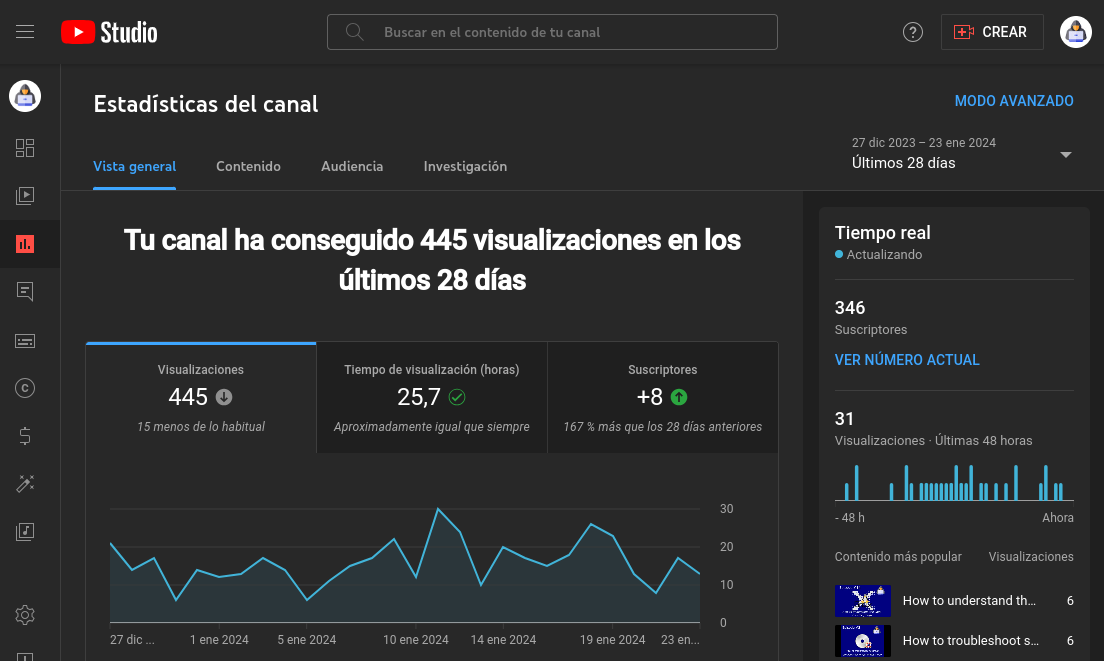 Studio
Buscar en el contenido de tu canal
CREAR
Estadísticas del canal
MODO AVANZADO
27 dic 2023 – 23 ene 2024
Últimos 28 días
Vista general
Contenido
Audiencia
Investigación
Tu canal ha conseguido 445 visualizaciones en los
últimos 28 días
Visualizaciones
445
15 menos de lo habitual
Tiempo de visualización (horas)
25,7
Aproximadamente igual que siempre
Suscriptores
+8
167 % más que los 28 días anteriores
30
20
10
0
27 dic ...
1 ene 2024
5 ene 2024
10 ene 2024
14 ene 2024
19 ene 2024
23 en...
Tiempo real
Actualizando
346
Suscriptores
VER NÚMERO ACTUAL
31
Visualizaciones · Últimas 48 horas
- 48 h
Ahora
Contenido más popular
Visualizaciones
How to understand th...
6
How to troubleshoot s...
6